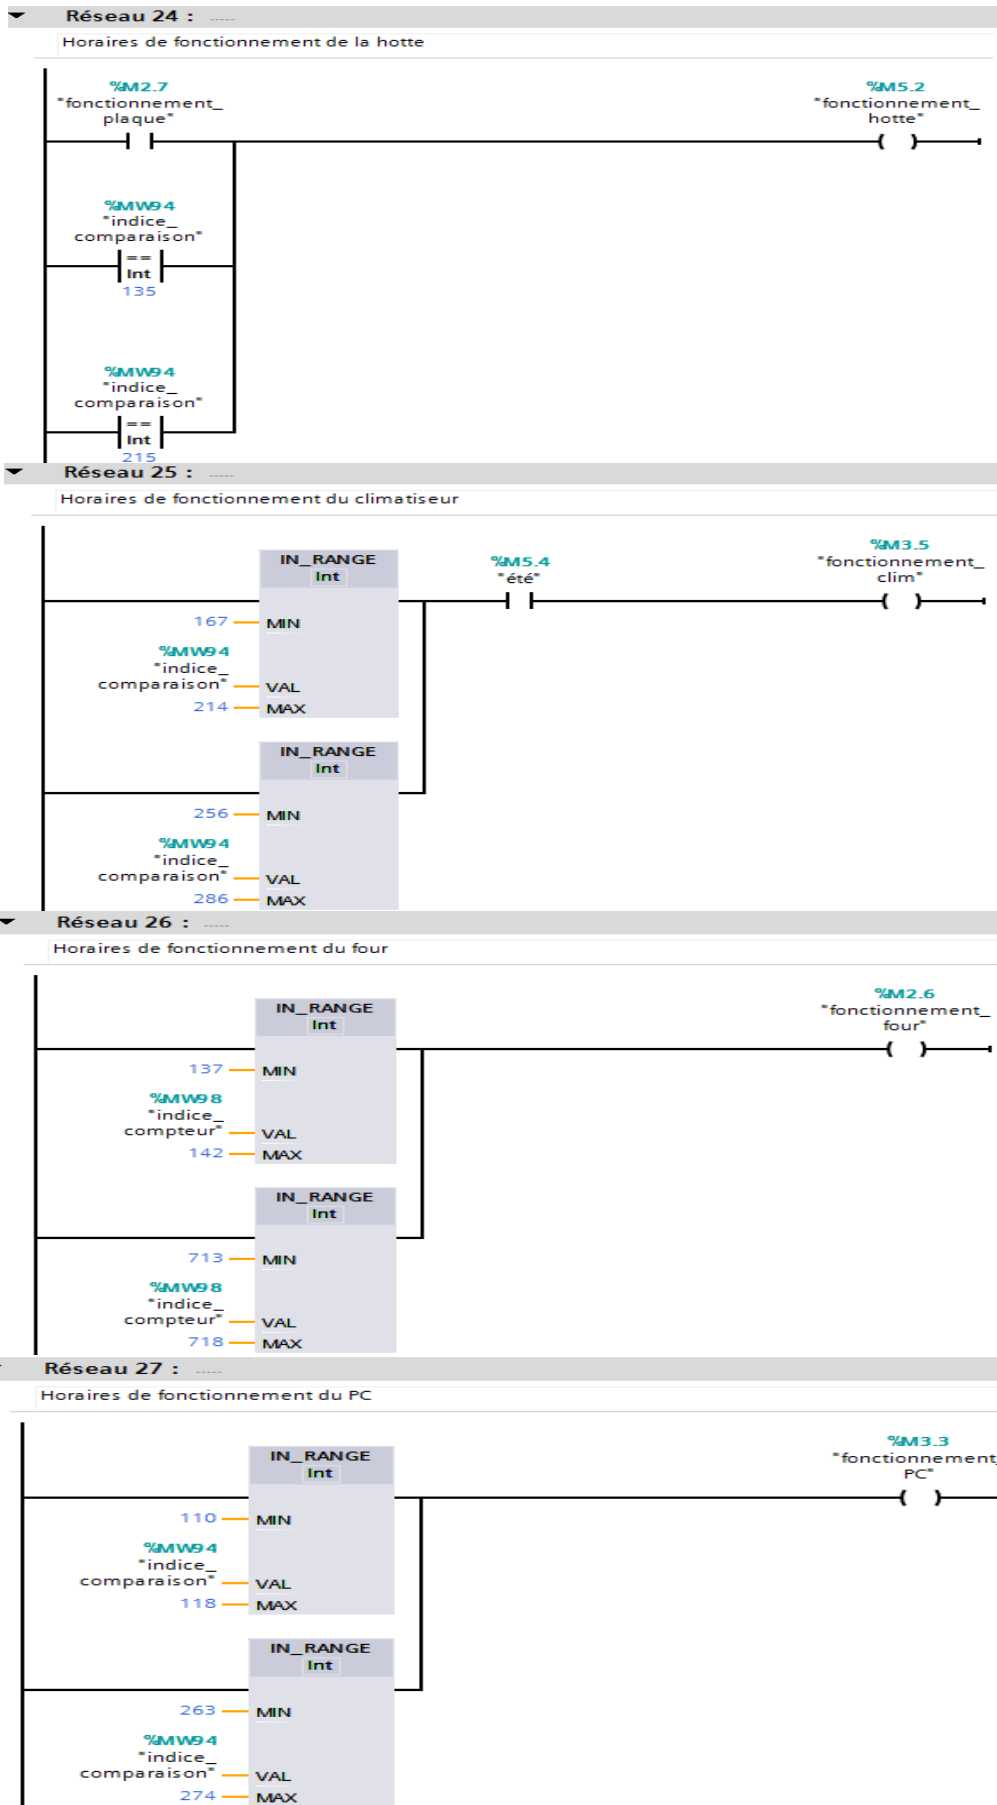 Réseau 24 : .....
Horaires de fonctionnement de la hotte
%M2.7
"fonctionnement_
plaque"
%M5.2
"fonctionnement_
hotte"
%MW94
"indice_
comparaison"
==
Int
135
%MW94
"indice_
comparaison"
==
Int
215
Réseau 25 : .....
Horaires de fonctionnement du climatiseur
IN_RANGE
Int
%M5.4
"été"
%M3.5
"fonctionnement_
clim"
167 MIN
%MW94
"indice_
comparaison" VAL
214 MAX
IN_RANGE
Int
256 MIN
%MW94
"indice_
comparaison" VAL
286 MAX
Réseau 26 : .....
Horaires de fonctionnement du four
IN_RANGE
Int
%M2.6
"fonctionnement_
four"
137 MIN
%MW98
"indice_
compteur" VAL
142 MAX
IN_RANGE
Int
713 MIN
%MW98
"indice_
compteur" VAL
718 MAX
Réseau 27 : .....
Horaires de fonctionnement du PC
IN_RANGE
Int
%M3.3
"fonctionnement_
PC"
110 MIN
%MW94
"indice_
comparaison" VAL
118 MAX
IN_RANGE
Int
263 MIN
%MW94
"indice_
comparaison" VAL
274 MAX